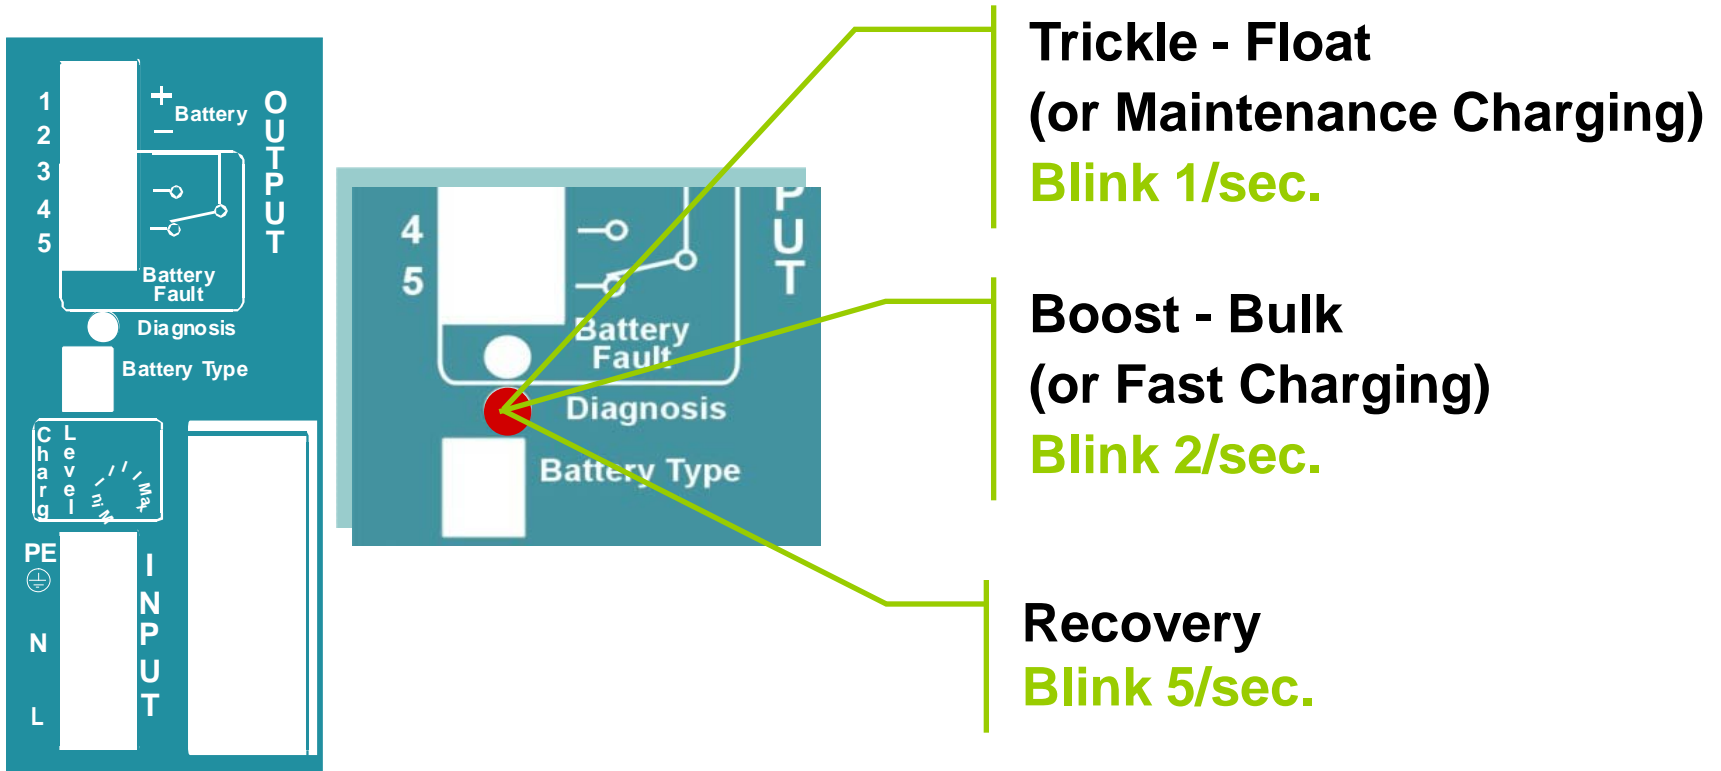 1
2
3
4
5
+
Battery
−
OUTPUT
Battery
Fault
Diagnosis
Battery Type
Charg
Level
Mini
Max
PE
N
L
INPUT
4
5
PUT
Battery
Fault
Diagnosis
Battery Type
Trickle - Float
(or Maintenance Charging)
Blink 1/sec.
Boost - Bulk
(or Fast Charging)
Blink 2/sec.
Recovery
Blink 5/sec.